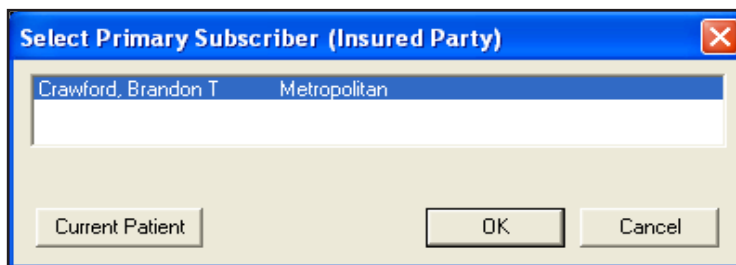 Select Primary Subscriber (Insured Party)
Crawford, Brandon T Metropolitan
Current Patient OK Cancel